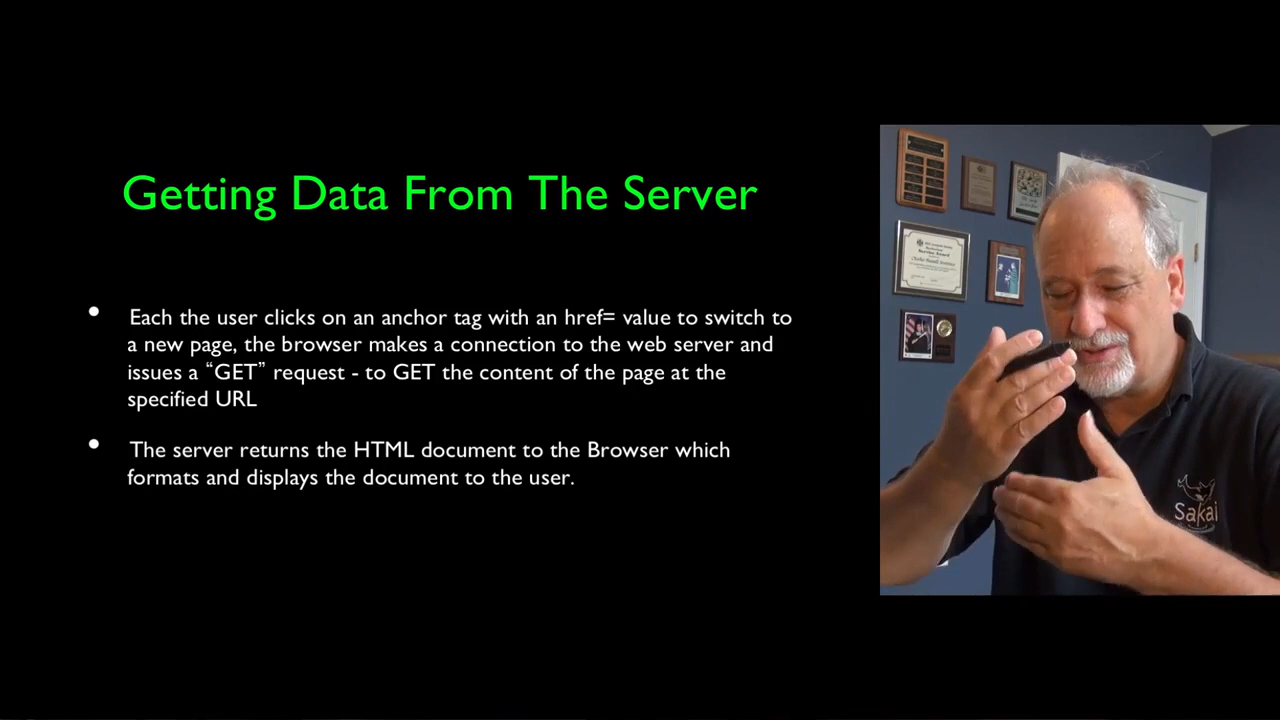 Getting Data From The Server
• Each the user clicks on an anchor tag with an href= value to switch to
a new page, the browser makes a connection to the web server and
issues a “GET” request - to GET the content of the page at the
specified URL
• The server returns the HTML document to the Browser which
formats and displays the document to the user.
Sakai